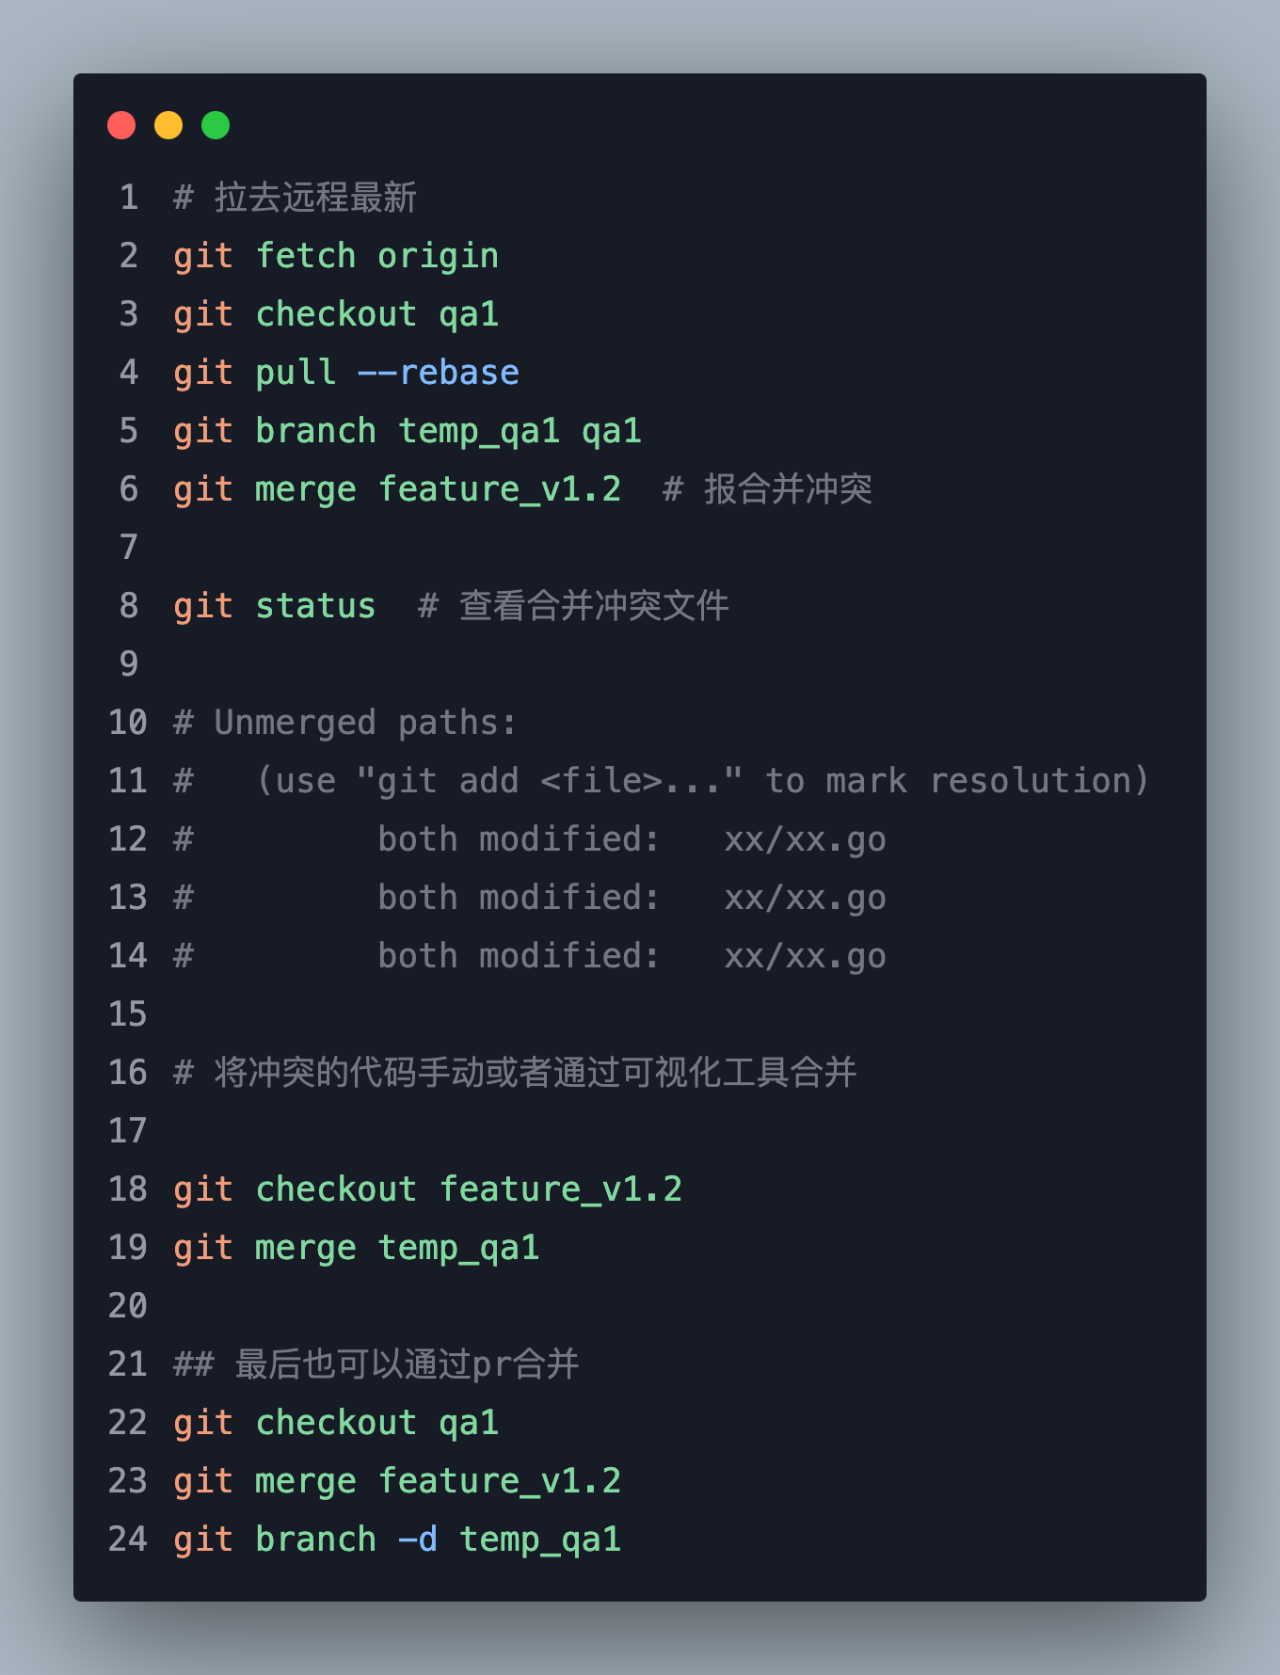 1 # 拉去远程最新
2 git fetch origin
3 git checkout qa1
4 git pull --rebase
5 git branch temp_qa1 qa1
6 git merge feature_v1.2  # 报合并冲突
7
8 git status  # 查看合并冲突文件
9
10 # Unmerged paths:
11 #   (use "git add <file>..." to mark resolution)
12 #         both modified:   xx/xx.go
13 #         both modified:   xx/xx.go
14 #         both modified:   xx/xx.go
15
16 # 将冲突的代码手动或者通过可视化工具合并
17
18 git checkout feature_v1.2
19 git merge temp_qa1
20
21 ## 最后也可以通过pr合并
22 git checkout qa1
23 git merge feature_v1.2
24 git branch -d temp_qa1